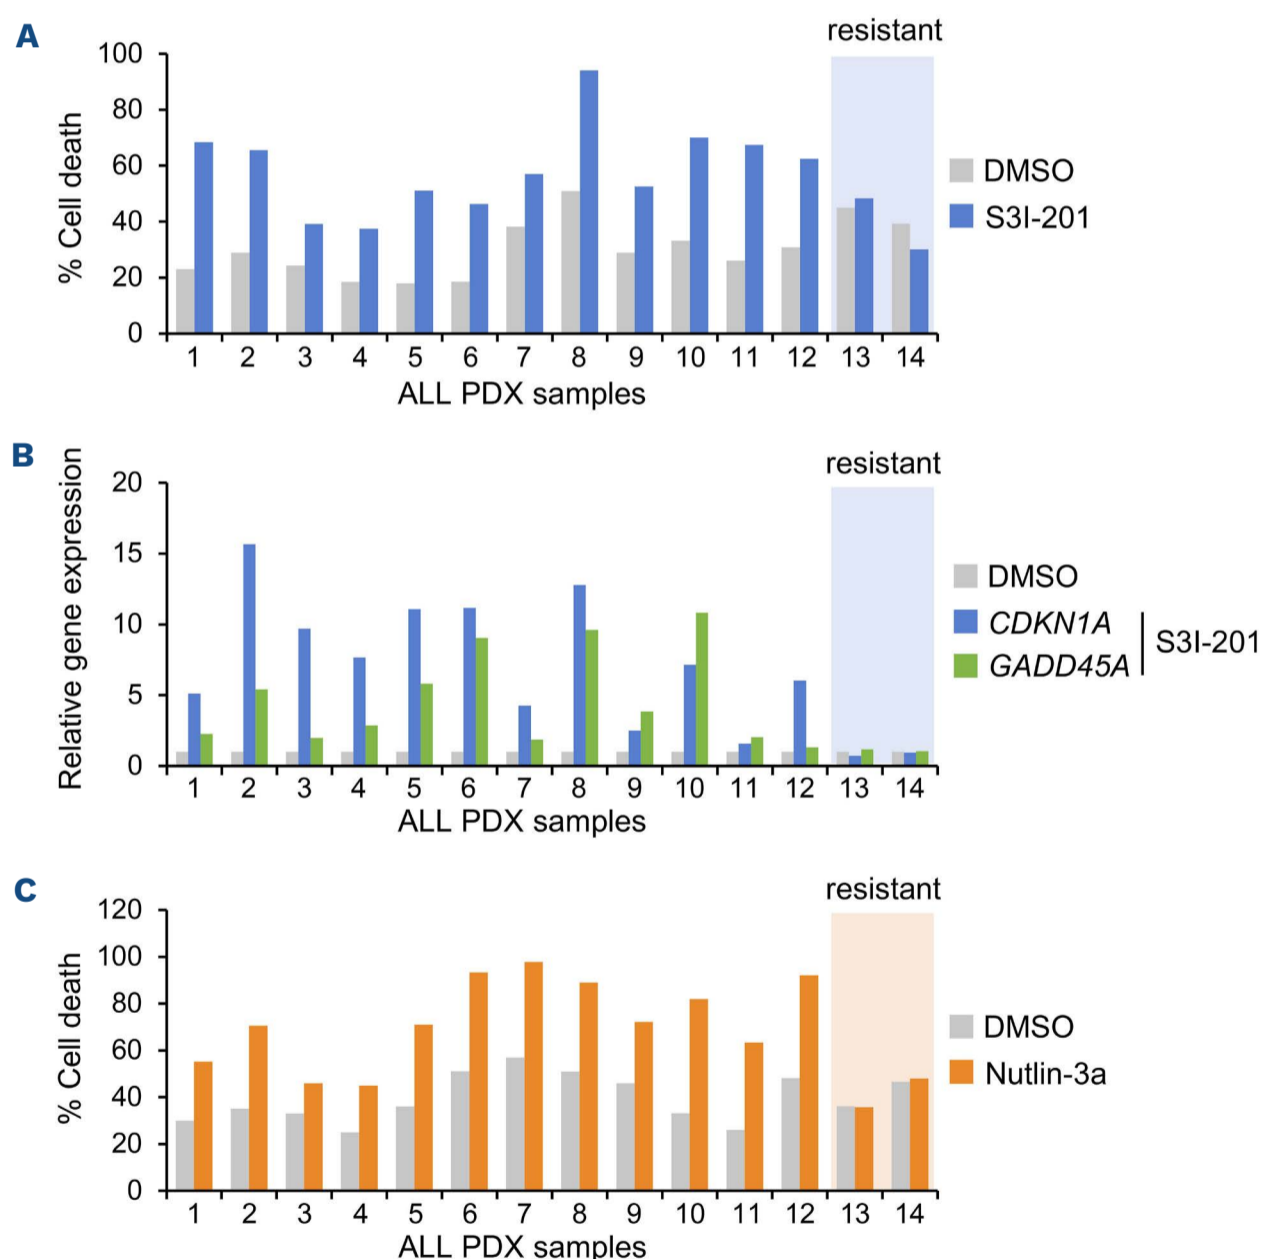 A
resistant
100
80
60
40
20
0
% Cell death
1 2 3 4 5 6 7 8 9 10 11 12 13 14
ALL PDX samples
DMSO
S3I-201
B
resistant
20
15
10
5
0
Relative gene expression
1 2 3 4 5 6 7 8 9 10 11 12 13 14
ALL PDX samples
DMSO
CDKN1A
GADD45A
S3I-201
C
resistant
120
100
80
60
40
20
0
% Cell death
1 2 3 4 5 6 7 8 9 10 11 12 13 14
ALL PDX samples
DMSO
Nutlin-3a